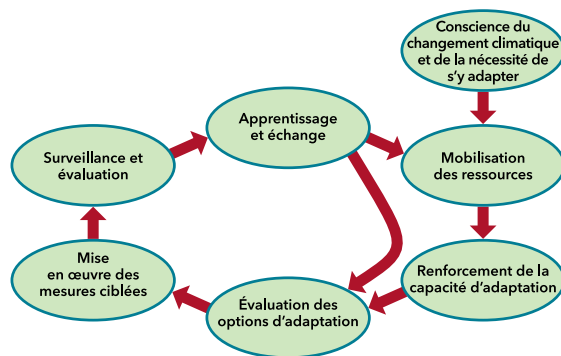 Conscience du
changement climatique
et de la nécessité de
s'y adapter
Apprentissage
et échange
Mobilisation
des ressources
Surveillance et
évaluation
Renforcement de la
capacité d'adaptation
Mise
en œuvre des
mesures ciblées
Évaluation des
options d'adaptation